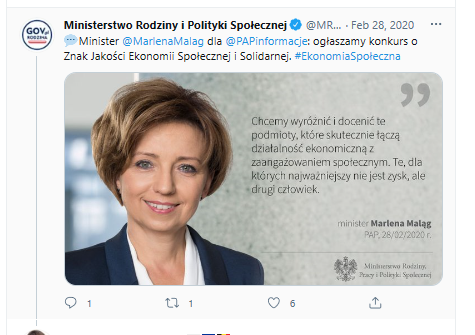 GOV.pl
RODZINA
Ministerstwo Rodziny i Polityki Społecznej @MR... · Feb 28, 2020
Minister @MarlenaMalag dla @PAPinformacje: ogłaszamy konkurs o
Znak Jakości Ekonomii Społecznej i Solidarnej. #EkonomiaSpołeczna
Chcemy wyróżnić i docenić te
podmioty, które skutecznie łączą
działalność ekonomiczną z
zaangażowaniem społecznym. Te, dla
których najważniejszy nie jest zysk, ale
drugi człowiek.
minister Marlena Maląg
PAP, 28/02/2020 r.
Ministerstwo Rodziny,
Pracy i Polityki Społecznej
1 1 6